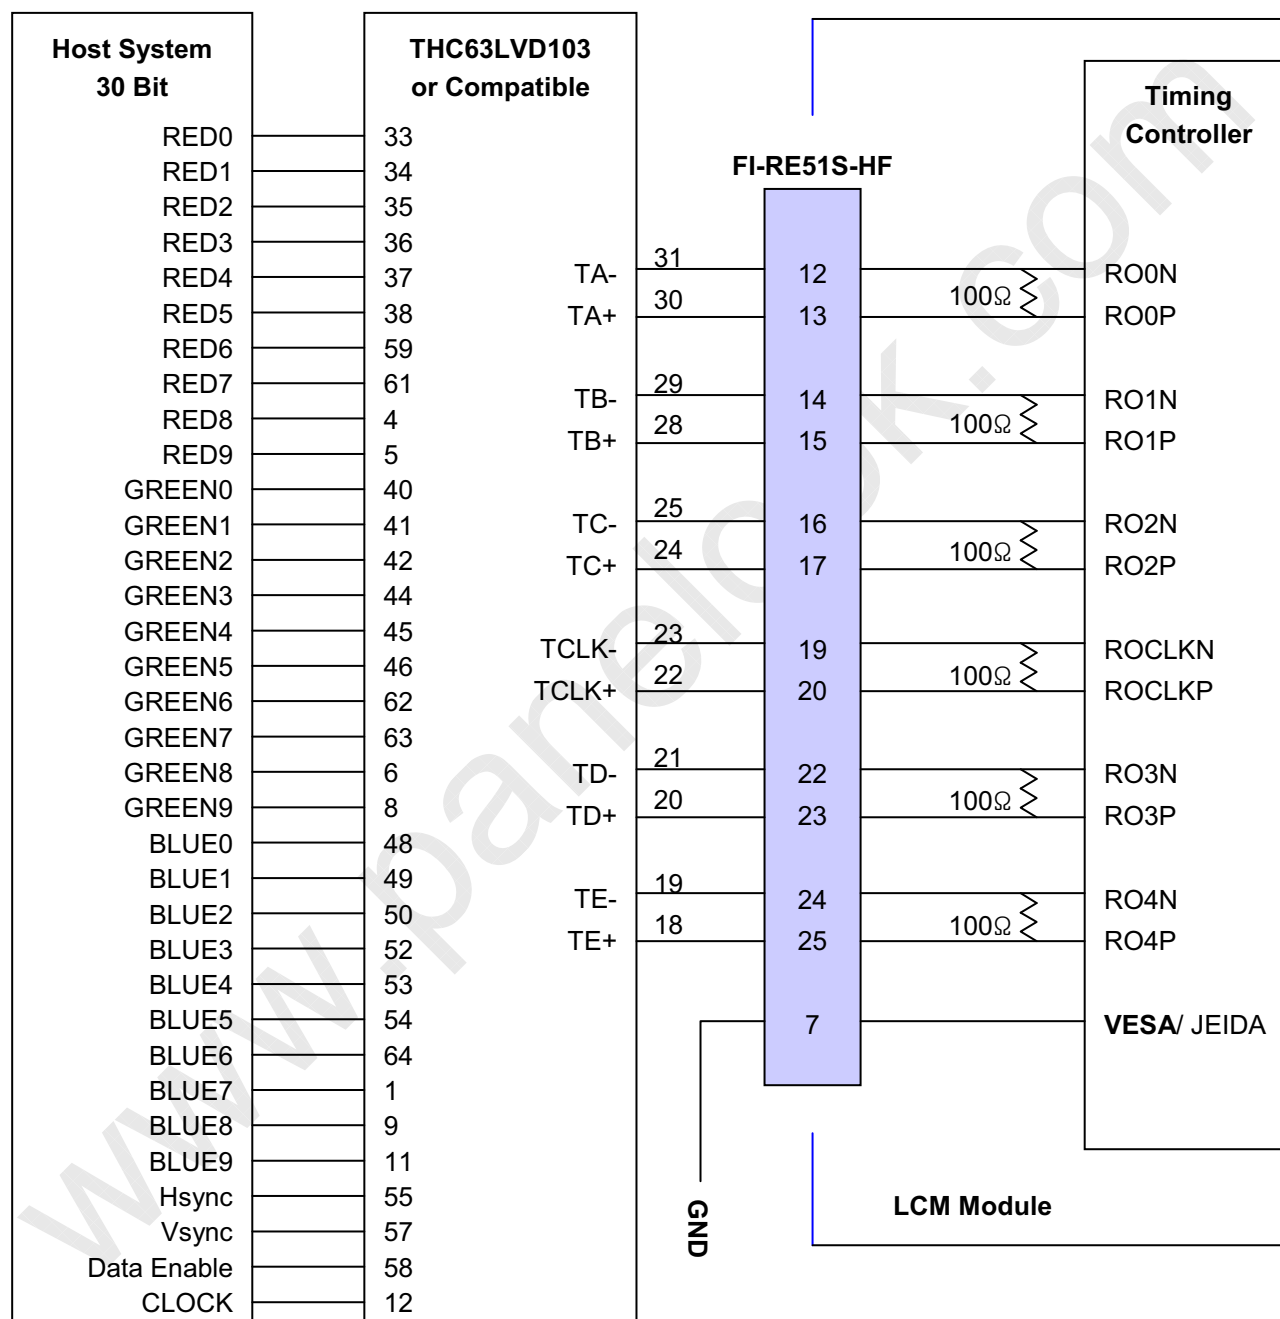 Host System
30 Bit
RED0
RED1
RED2
RED3
RED4
RED5
RED6
RED7
RED8
RED9
GREEN0
GREEN1
GREEN2
GREEN3
GREEN4
GREEN5
GREEN6
GREEN7
GREEN8
GREEN9
BLUE0
BLUE1
BLUE2
BLUE3
BLUE4
BLUE5
BLUE6
BLUE7
BLUE8
BLUE9
Hsync
Vsync
Data Enable
CLOCK
THC63LVD103
or Compatible
33
34
35
36
37
38
59
61
4
5
40
41
42
44
45
46
62
63
6
8
48
49
50
52
53
54
64
1
9
11
55
57
58
12
TA-
TA+
TB-
TB+
TC-
TC+
TCLK-
TCLK+
TD-
TD+
TE-
TE+
31
30
29
28
25
24
23
22
21
20
19
18
FI-RE51S-HF
12
13
14
15
16
17
19
20
22
23
24
25
7
GND
100Ω
100Ω
100Ω
100Ω
100Ω
100Ω
Timing
Controller
RO0N
RO0P
RO1N
RO1P
RO2N
RO2P
ROCLKN
ROCLKP
RO3N
RO3P
RO4N
RO4P
VESA/ JEIDA
LCM Module
www.panelook.com